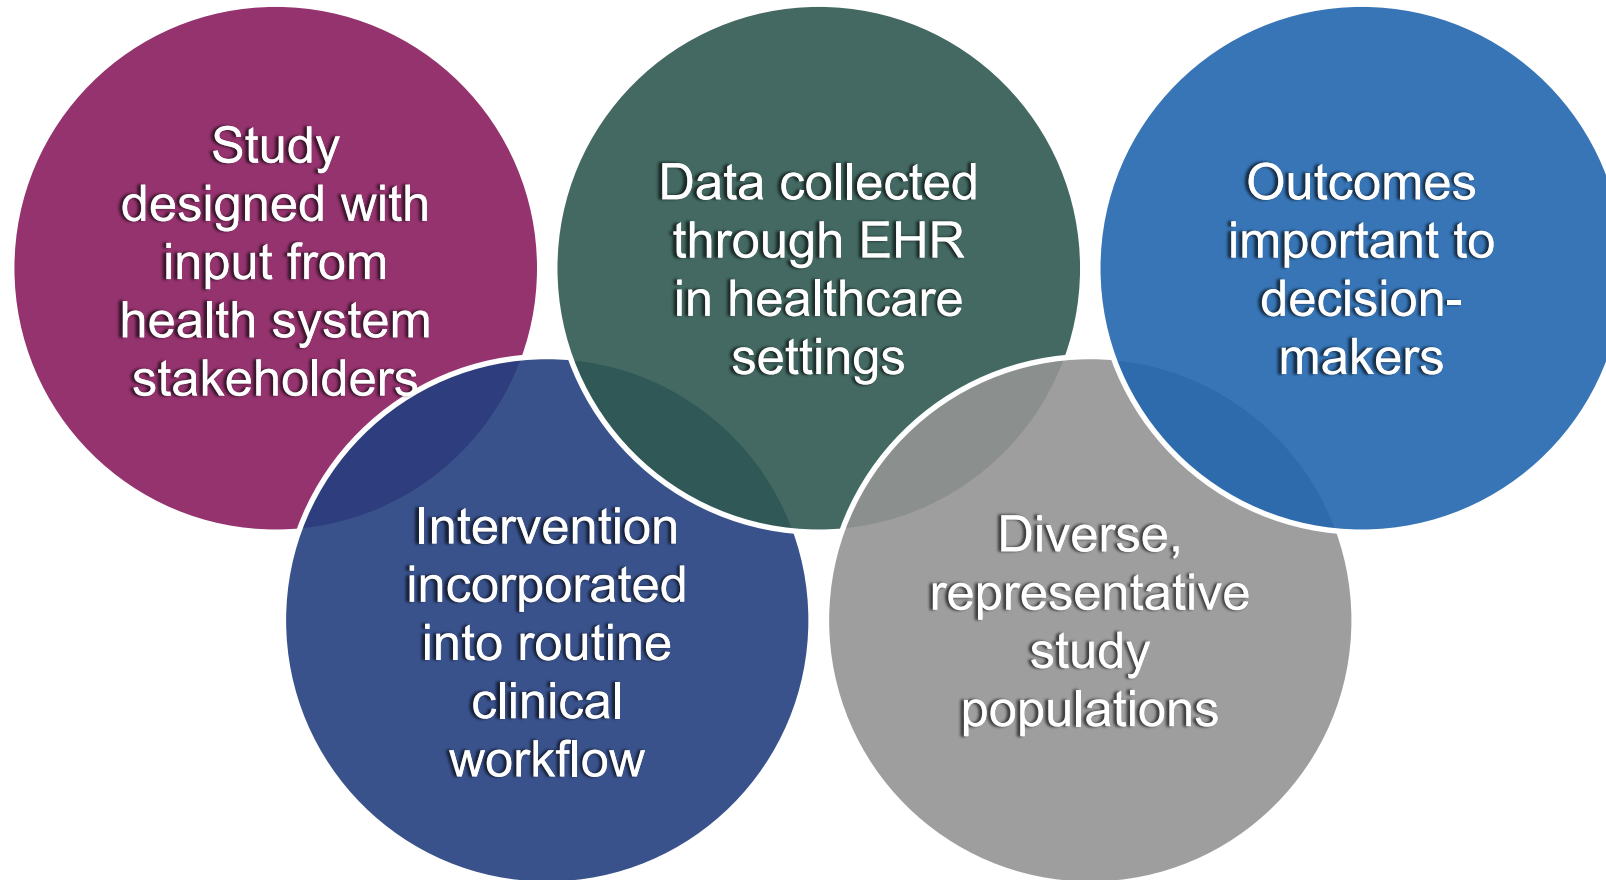 Study
designed with
input from
health system
stakeholders
Data collected
through EHR
in healthcare
settings
Outcomes
important to
decision-
makers
Intervention
incorporated
into routine
clinical
workflow
Diverse,
representative
study
populations